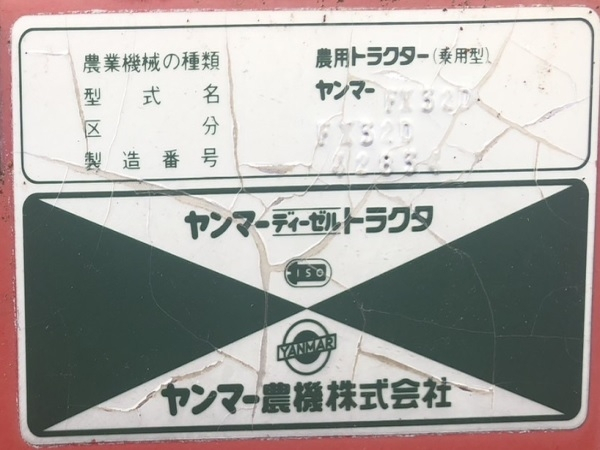 農業機械の種類 農用トラクター(乗用型)
型式名 ヤンマー FX32D
区分 FX32D
製造番号
ヤンマーディーゼルトラクタ
ISO
YANMAR
ヤンマー農機株式会社